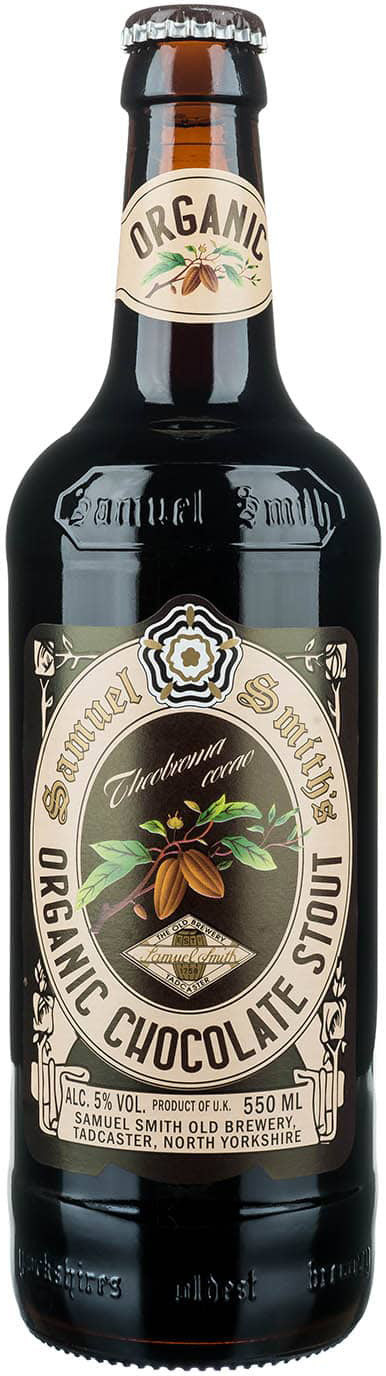 ORGANIC
Samuel Smith
Samuel Smith's
Theobroma
cacao
THE OLD BREWERY
Samuel Smith
1758
TADCASTER
ORGANIC CHOCOLATE STOUT
ALC. 5% VOL. PRODUCT OF U.K. 550 ML
SAMUEL SMITH OLD BREWERY,
TADCASTER, NORTH YORKSHIRE
yorkshires oldest brewery